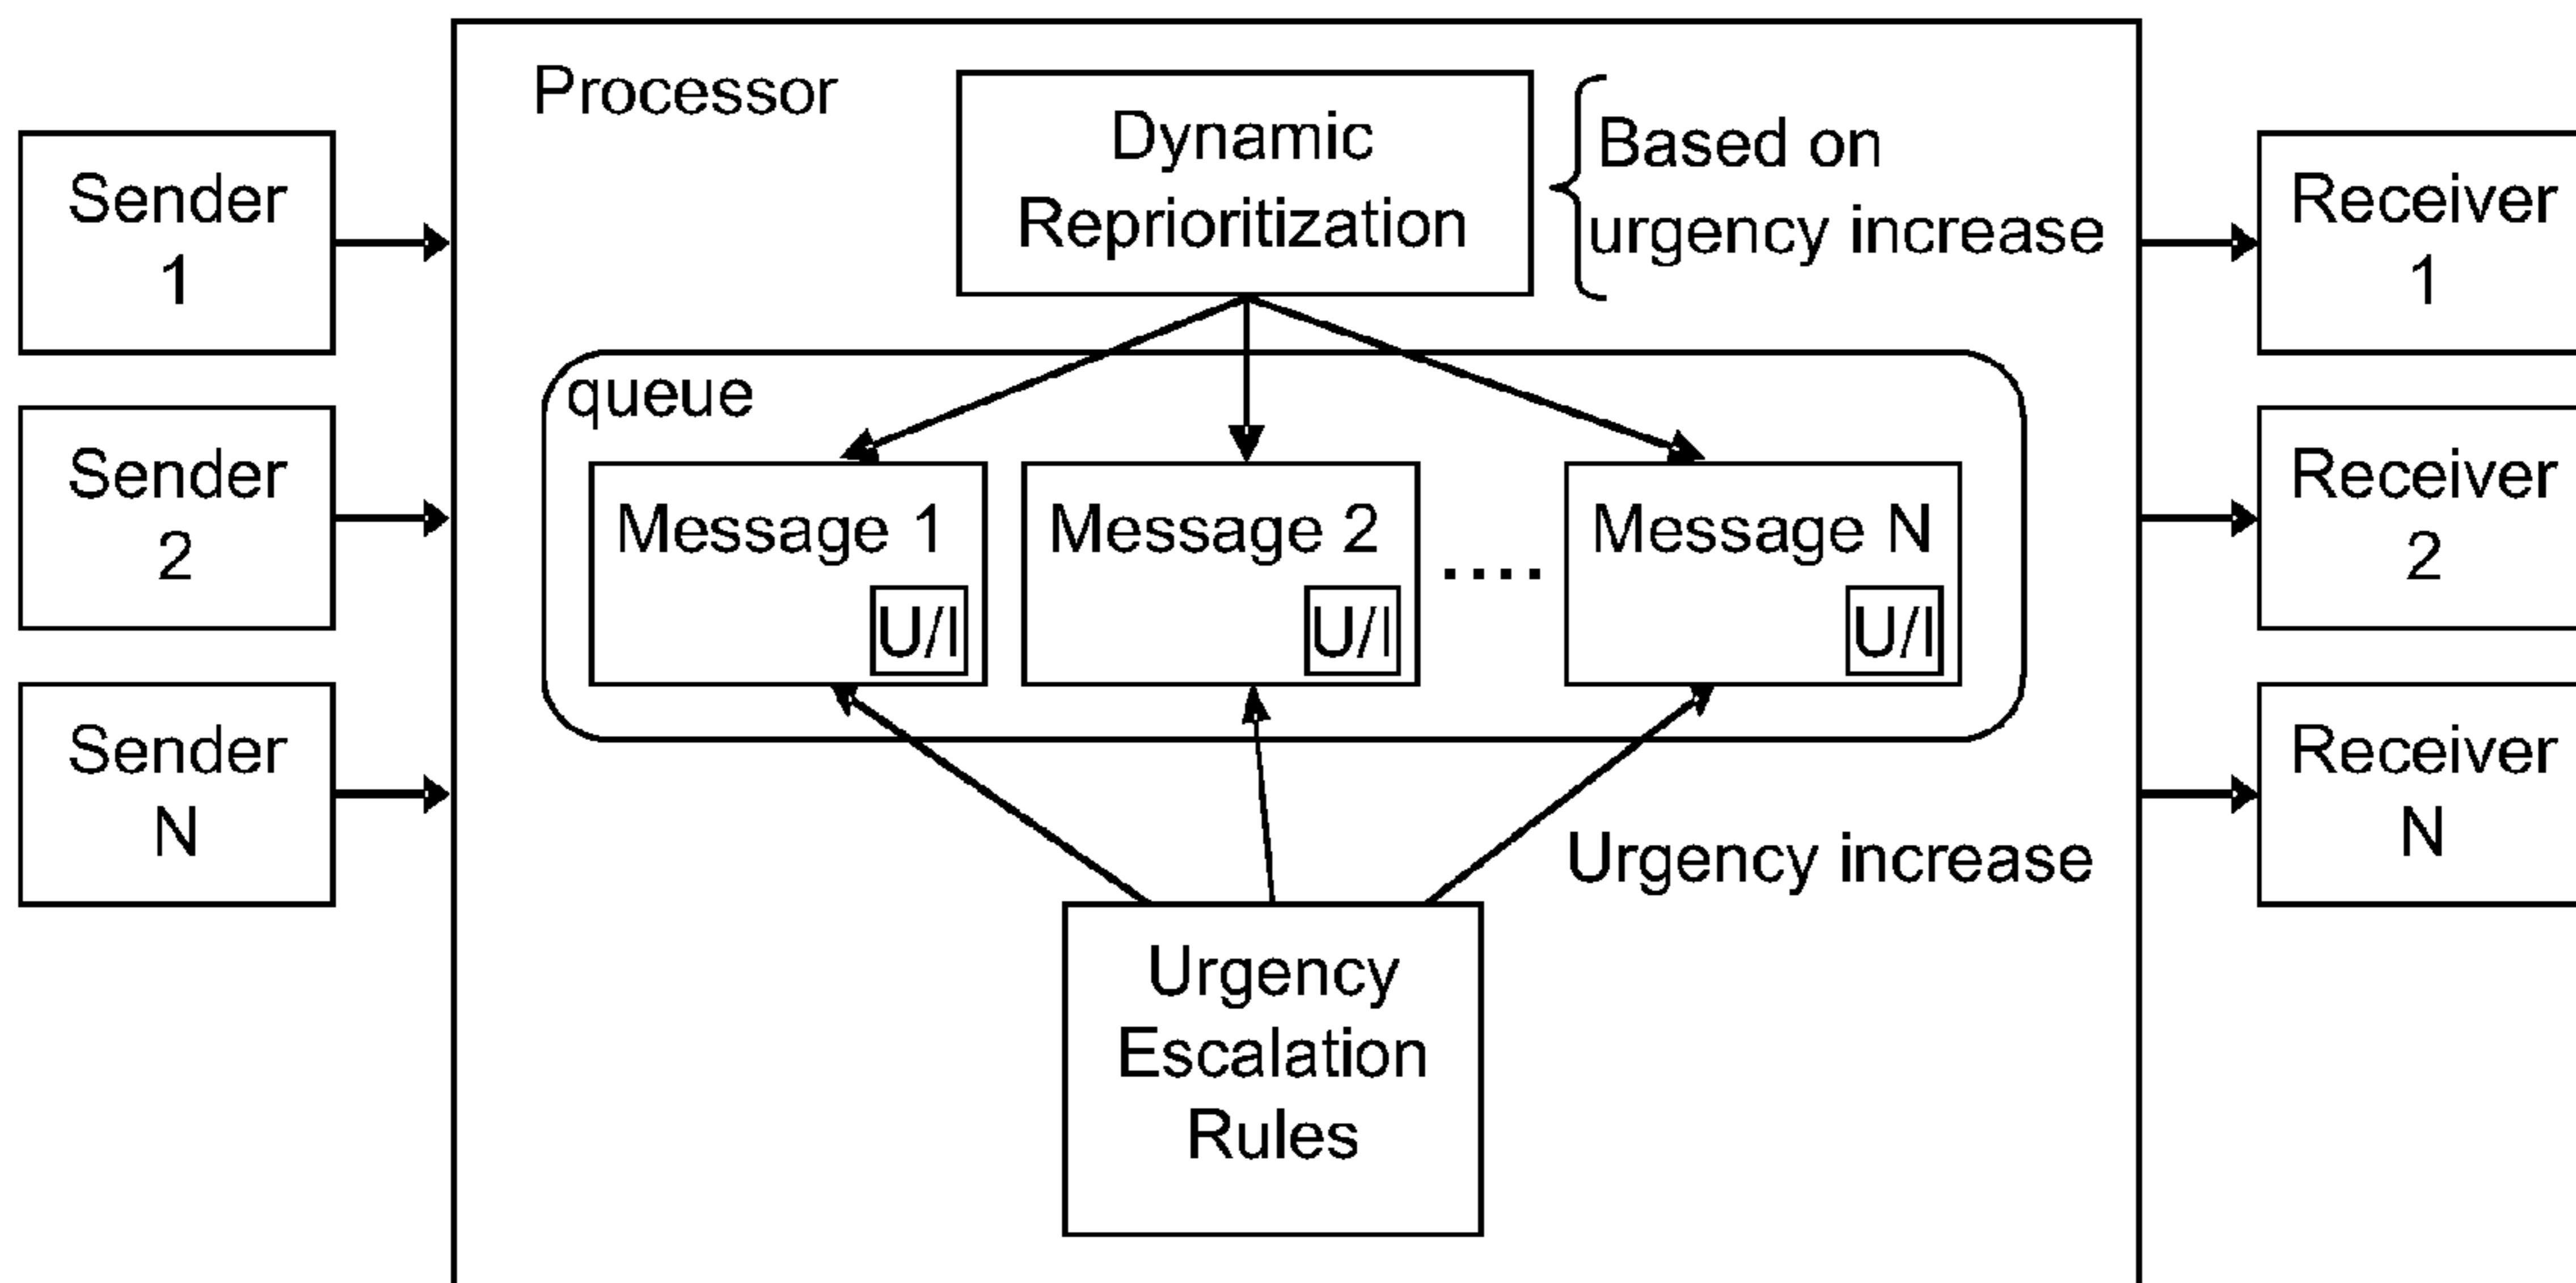 Processor
Dynamic
Reprioritization
Based on
urgency increase
Sender
1
Sender
2
Sender
N
queue
Message 1
U/I
Message 2
U/I
....
Message N
U/I
Urgency increase
Urgency
Escalation
Rules
Receiver
1
Receiver
2
Receiver
N